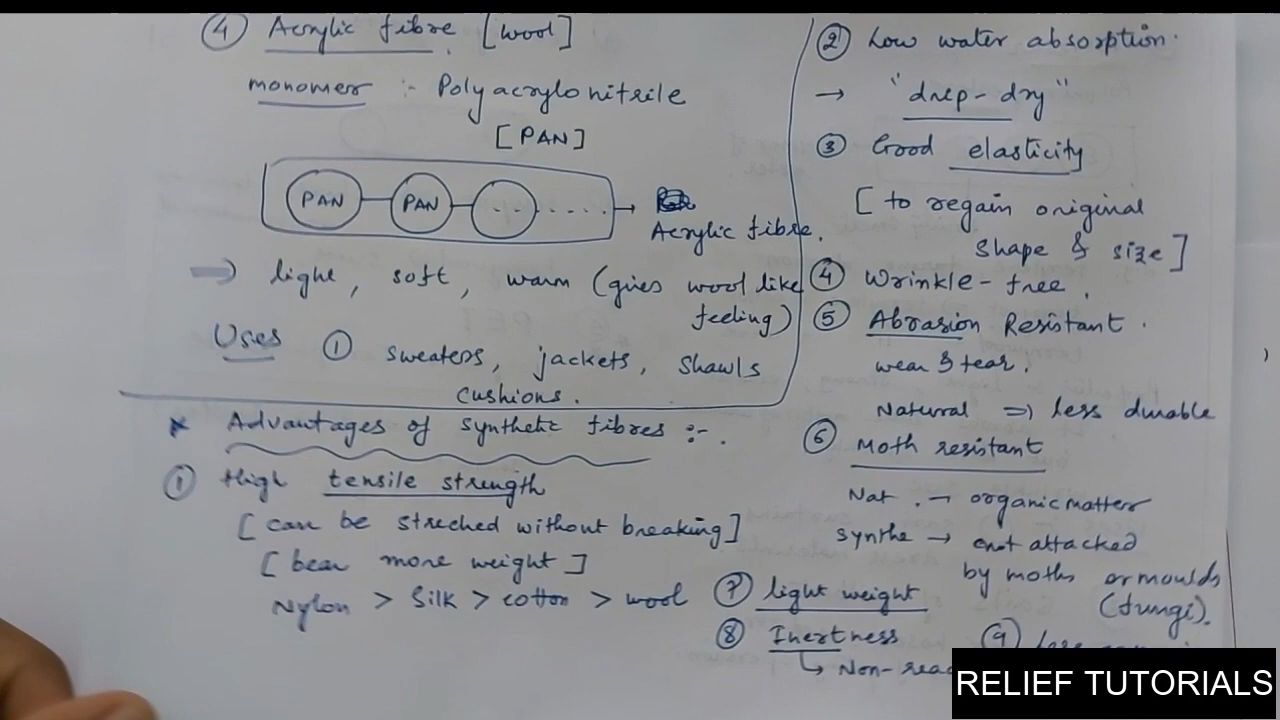 ④ Acrylic fibre [wool]
monomer :- Polyacrylonitrile
[PAN]
PAN PAN ..........→
Acrylic fibre.
⇒ light, soft, warm (gives wool like
feeling)
Uses ① sweaters, jackets, shawls
cushions.
* Advantages of synthetic fibres :-.
① High tensile strength
[can be streched without breaking]
[bear more weight]
Nylon > Silk > cotton > wool
② Low water absorption.
→ "drip-dry"
③ Good elasticity
[to regain original
shape & size]
④ Wrinkle-free.
⑤ Abrasion Resistant.
wear & tear.
Natural ⇒ less durable
⑥ Moth resistant
Nat. → organic matter
synthe → not attacked
by moths or moulds
(fungi).
⑦ light weight
⑧ Inertness
↳ Non-reac
⑨
RELIEF TUTORIALS